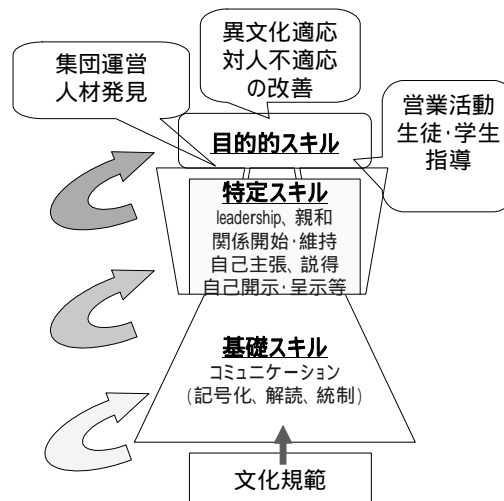 異文化適応
対人不適応
の改善
集団運営
人材発見
営業活動
生徒･学生
指導
目的的スキル
特定スキル
leadership、親和
関係開始･維持
自己主張、説得
自己開示･呈示等
基礎スキル
コミュニケーション
(記号化、解読、統制)
文化規範